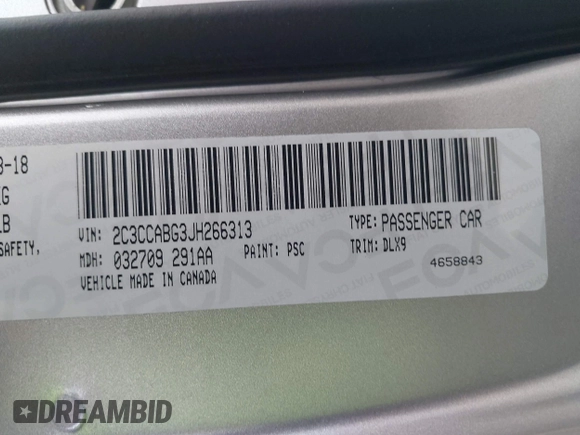 3-18
KG
LB
SAFETY,
VIN: 2C3CCABG3JH266313
TYPE: PASSENGER CAR
MDH: 032709 291AA
PAINT: PSC
TRIM: DLX9
VEHICLE MADE IN CANADA
4658843
DREAMBID